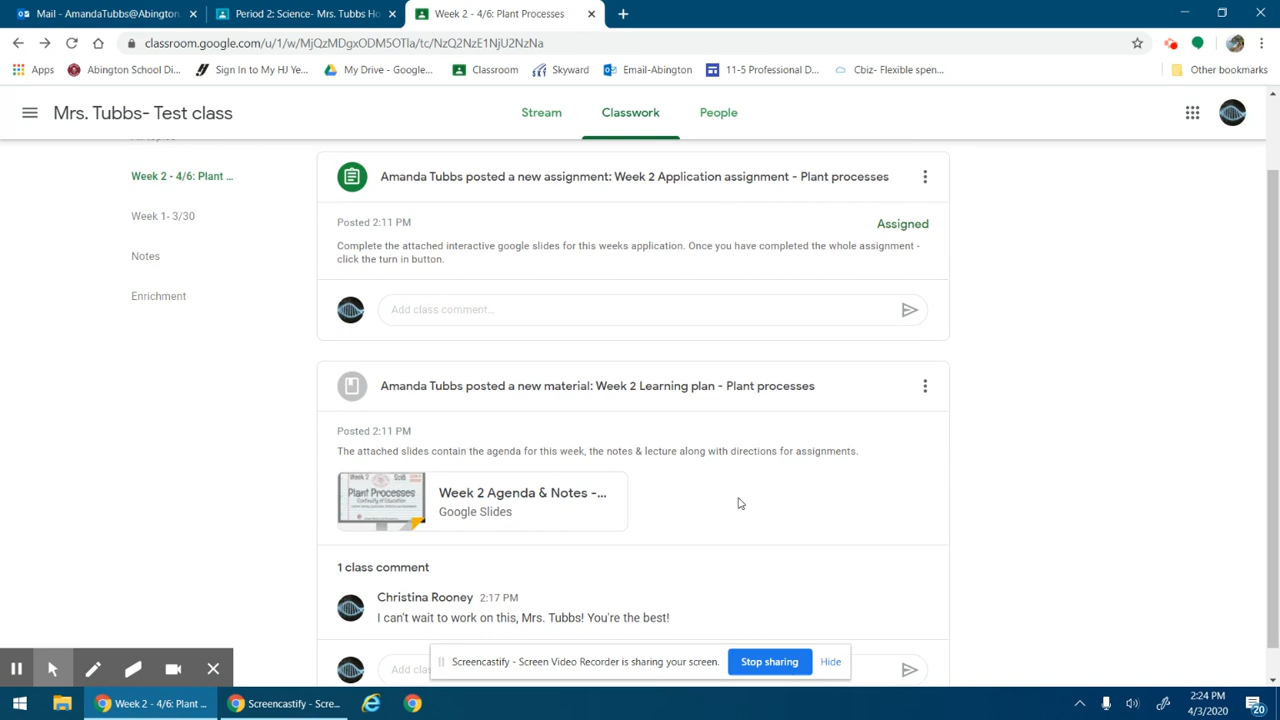 Mail - AmandaTubbs@Abington.
Period 2: Science- Mrs. Tubbs Ho
Week 2 - 4/6: Plant Processes
classroom.google.com/u/1/w/MjQzMDgxODM5OTla/tc/NzQ2NzE1NjU2NzNa
Apps
Abington School Di...
Sign In to My HJ Ye...
My Drive - Google...
Classroom
Skyward
Email-Abington
11-5 Professional D...
Cbiz- Flexible spen...
Other bookmarks
Mrs. Tubbs- Test class
Stream
Classwork
People
Week 2 - 4/6: Plant ...
Week 1- 3/30
Notes
Enrichment
Amanda Tubbs posted a new assignment: Week 2 Application assignment - Plant processes
Posted 2:11 PM
Assigned
Complete the attached interactive google slides for this weeks application. Once you have completed the whole assignment -
click the turn in button.
Add class comment...
Amanda Tubbs posted a new material: Week 2 Learning plan - Plant processes
Posted 2:11 PM
The attached slides contain the agenda for this week, the notes & lecture along with directions for assignments.
Plant Processes
Continuity of Education
Week 2 Agenda & Notes -...
Google Slides
1 class comment
Christina Rooney 2:17 PM
I can't wait to work on this, Mrs. Tubbs! You're the best!
Add clas
Screencastify - Screen Video Recorder is sharing your screen.
Stop sharing
Hide
Week 2 - 4/6: Plant ...
Screencastify - Scre...
2:24 PM
4/3/2020
20